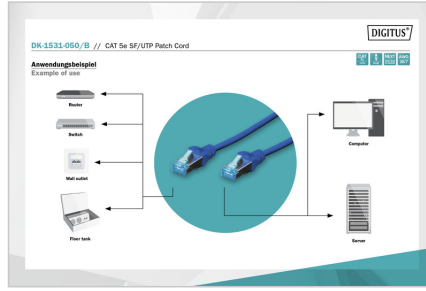 DIGITUS®
DK-1531-050/B // CAT 5e SF/UTP Patch Cord
Anwendungsbeispiel
Example of use
Router
Switch
Wall outlet
Floor tank
Computer
Server